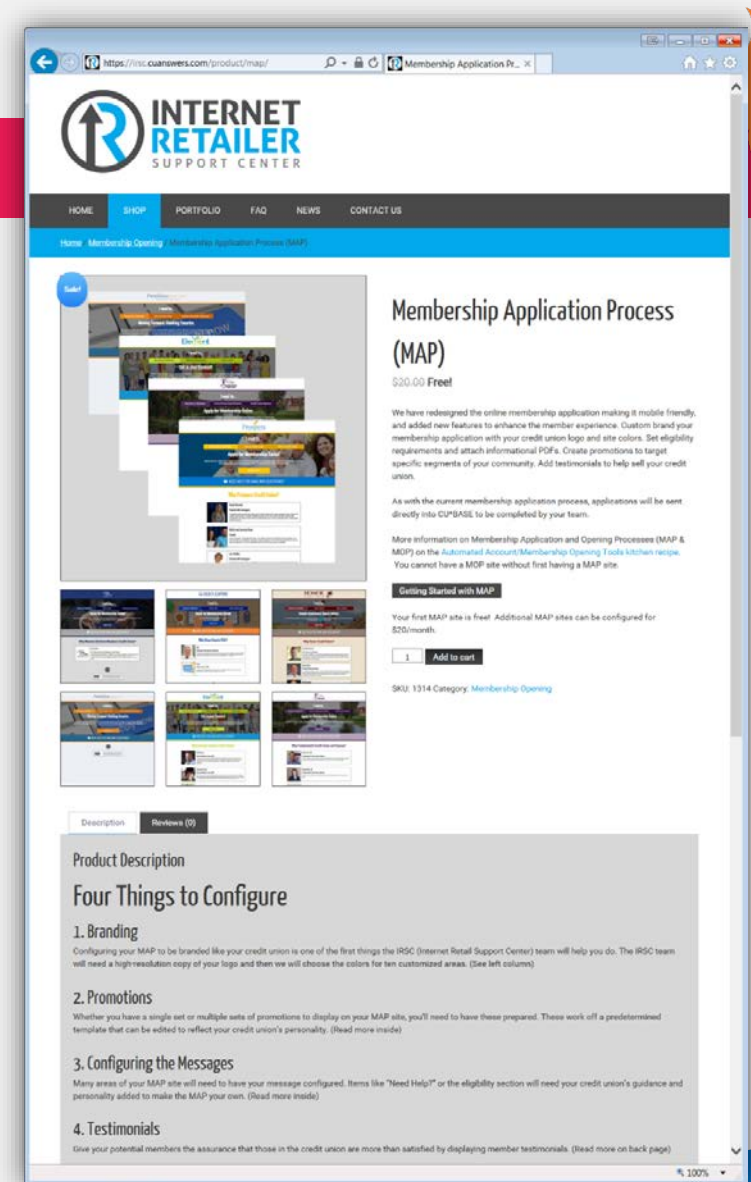 https://irsc.cuanswers.com/product/map/
Membership Application Pr...
INTERNET
RETAILER
SUPPORT CENTER
HOME SHOP PORTFOLIO FAQ NEWS CONTACT US
Home / Membership Opening / Membership Application Process (MAP)
Sale!
Membership Application Process
(MAP)
$20.00 Free!
We have redesigned the online membership application making it mobile friendly,
and added new features to enhance the member experience. Custom brand your
membership application with your credit union logo and site colors. Set eligibility
requirements and attach informational PDFs. Create promotions to target
specific segments of your community. Add testimonials to help sell your credit
union.
As with the current membership application process, applications will be sent
directly into CU*BASE to be completed by your team.
More information on Membership Application and Opening Processes (MAP &
MOP) on the Automated Account/Membership Opening Tools kitchen recipe.
You cannot have a MOP site without first having a MAP site.
Getting Started with MAP
Your first MAP site is free! Additional MAP sites can be configured for
$20/month.
1 Add to cart
SKU: 1314 Category: Membership Opening
Description Reviews (0)
Product Description
Four Things to Configure
1. Branding
Configuring your MAP to be branded like your credit union is one of the first things the IRSC (Internet Retail Support Center) team will help you do. The IRSC team
will need a high-resolution copy of your logo and then we will choose the colors for ten customized areas. (See left column)
2. Promotions
Whether you have a single set or multiple sets of promotions to display on your MAP site, you'll need to have these prepared. These work off a predetermined
template that can be edited to reflect your credit union's personality. (Read more inside)
3. Configuring the Messages
Many areas of your MAP site will need to have your message configured. Items like "Need Help?" or the eligibility section will need your credit union's guidance and
personality added to make the MAP your own. (Read more inside)
4. Testimonials
Give your potential members the assurance that those in the credit union are more than satisfied by displaying member testimonials. (Read more on back page)
100%